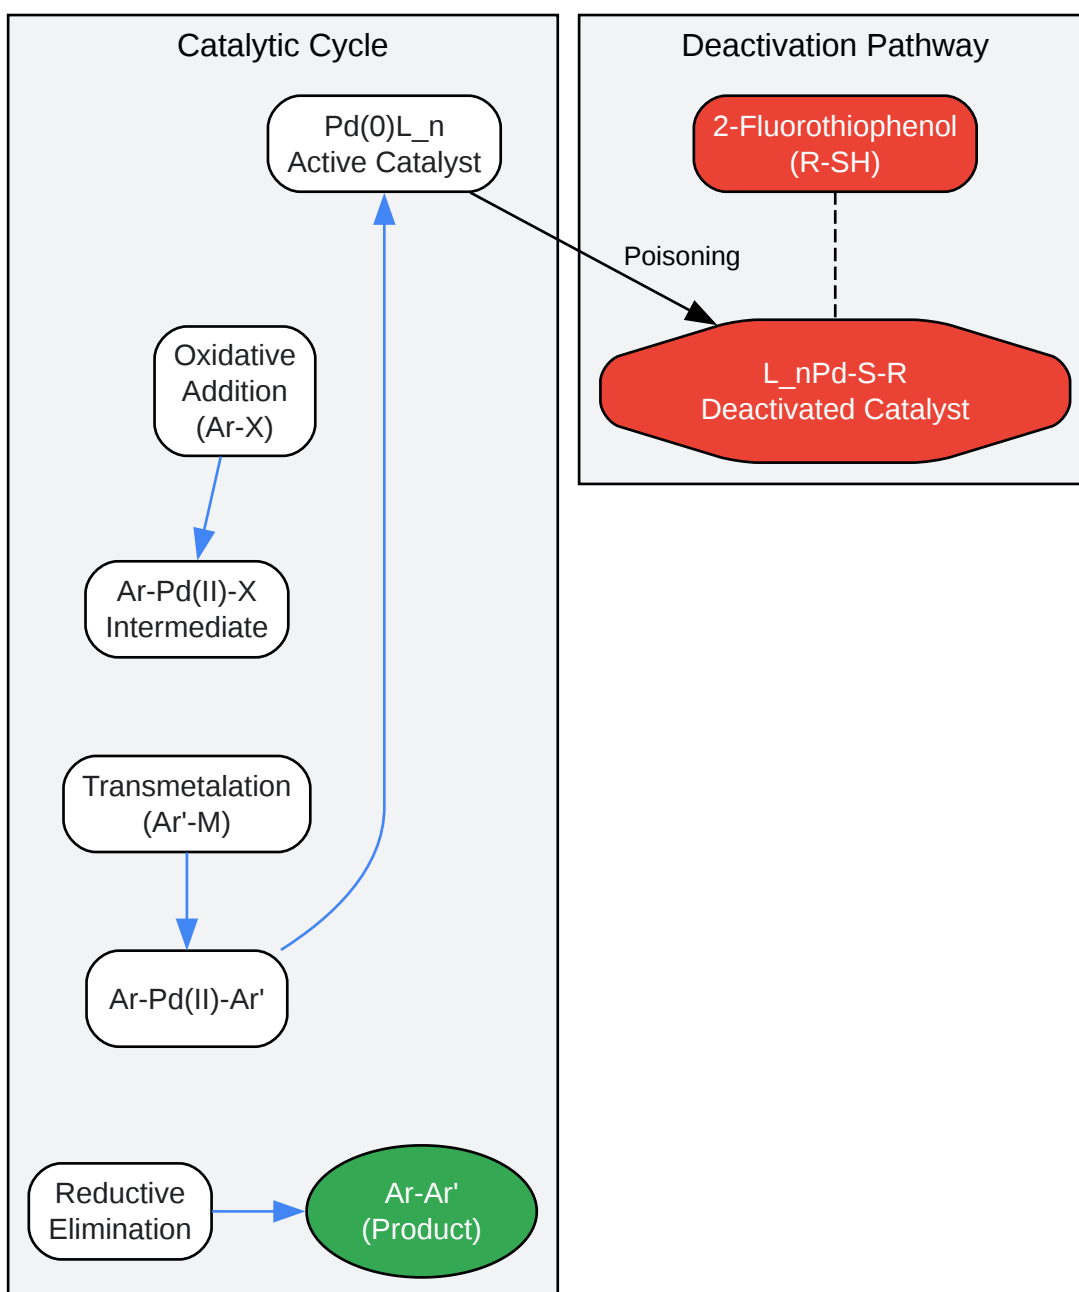 Catalytic Cycle
Pd(0)L_n
Active Catalyst
Oxidative
Addition
(Ar-X)
Ar-Pd(II)-X
Intermediate
Transmetalation
(Ar'-M)
Ar-Pd(II)-Ar'
Reductive
Elimination
Ar-Ar'
(Product)
Deactivation Pathway
2-Fluorothiophenol
(R-SH)
Poisoning
L_nPd-S-R
Deactivated Catalyst